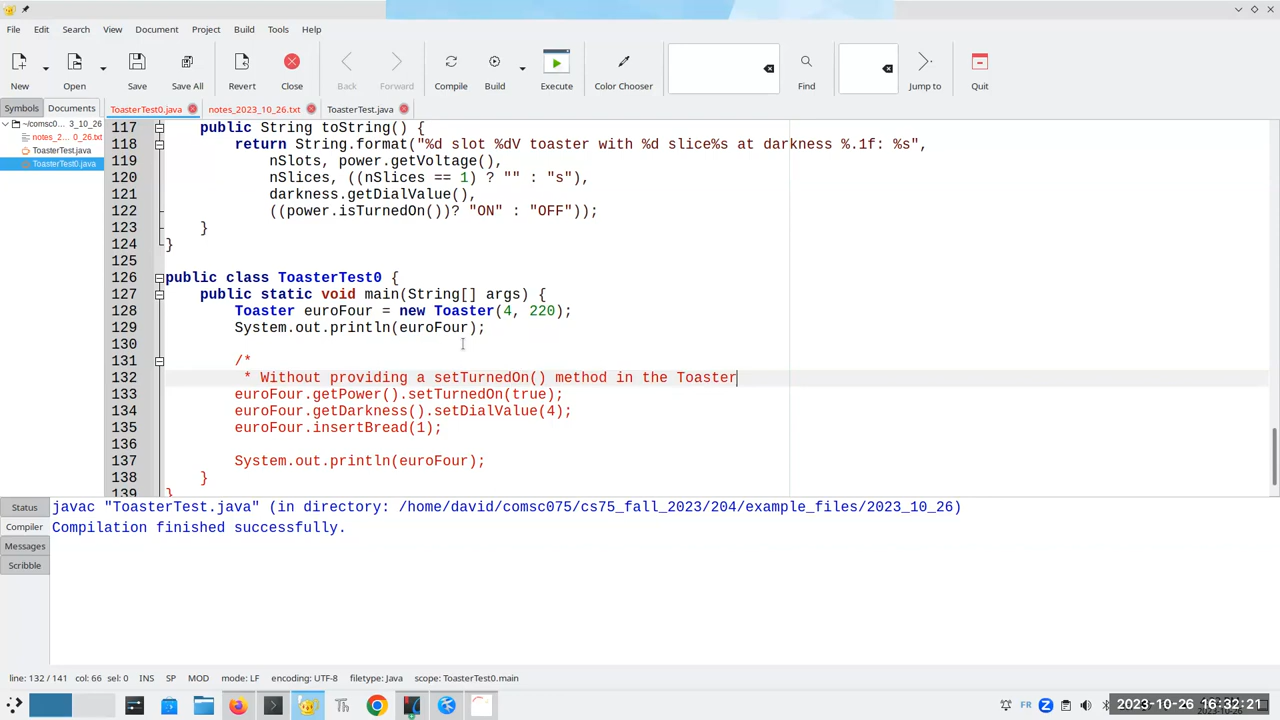 File Edit Search View Document Project Build Tools Help
New Open Save Save All Revert Close Back Forward Compile Build Execute Color Chooser Find Jump to Quit
Symbols Documents ToasterTest0.java notes_2023_10_26.txt ToasterTest.java
~/comsc0... 3_10_26
notes_2... 0_26.txt
ToasterTest.java
ToasterTest0.java
117 public String toString() {
118 return String.format("%d slot %dV toaster with %d slice%s at darkness %.1f: %s",
119 nSlots, power.getVoltage(),
120 nSlices, ((nSlices == 1) ? "" : "s"),
121 darkness.getDialValue(),
122 ((power.isTurnedOn())? "ON" : "OFF"));
123 }
124 }
125
126 public class ToasterTest0 {
127 public static void main(String[] args) {
128 Toaster euroFour = new Toaster(4, 220);
129 System.out.println(euroFour);
130
131 /*
132 * Without providing a setTurnedOn() method in the Toaster
133 euroFour.getPower().setTurnedOn(true);
134 euroFour.getDarkness().setDialValue(4);
135 euroFour.insertBread(1);
136
137 System.out.println(euroFour);
138 }
139 }
Status
Compiler
Messages
Scribble
javac "ToasterTest.java" (in directory: /home/david/comsc075/cs75_fall_2023/204/example_files/2023_10_26)
Compilation finished successfully.
line: 132 / 141 col: 66 sel: 0 INS SP MOD mode: LF encoding: UTF-8 filetype: Java scope: ToasterTest0.main
FR 2023-10-26 16:32:21